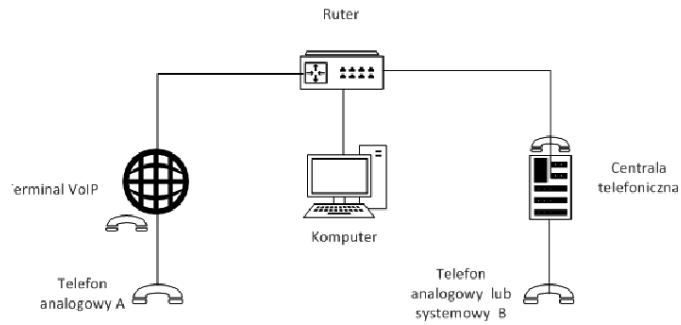 Ruter
Terminal VoIP
Centrala
telefoniczna
Komputer
Telefon
analogowy A
Telefon
analogowy lub
systemowy B